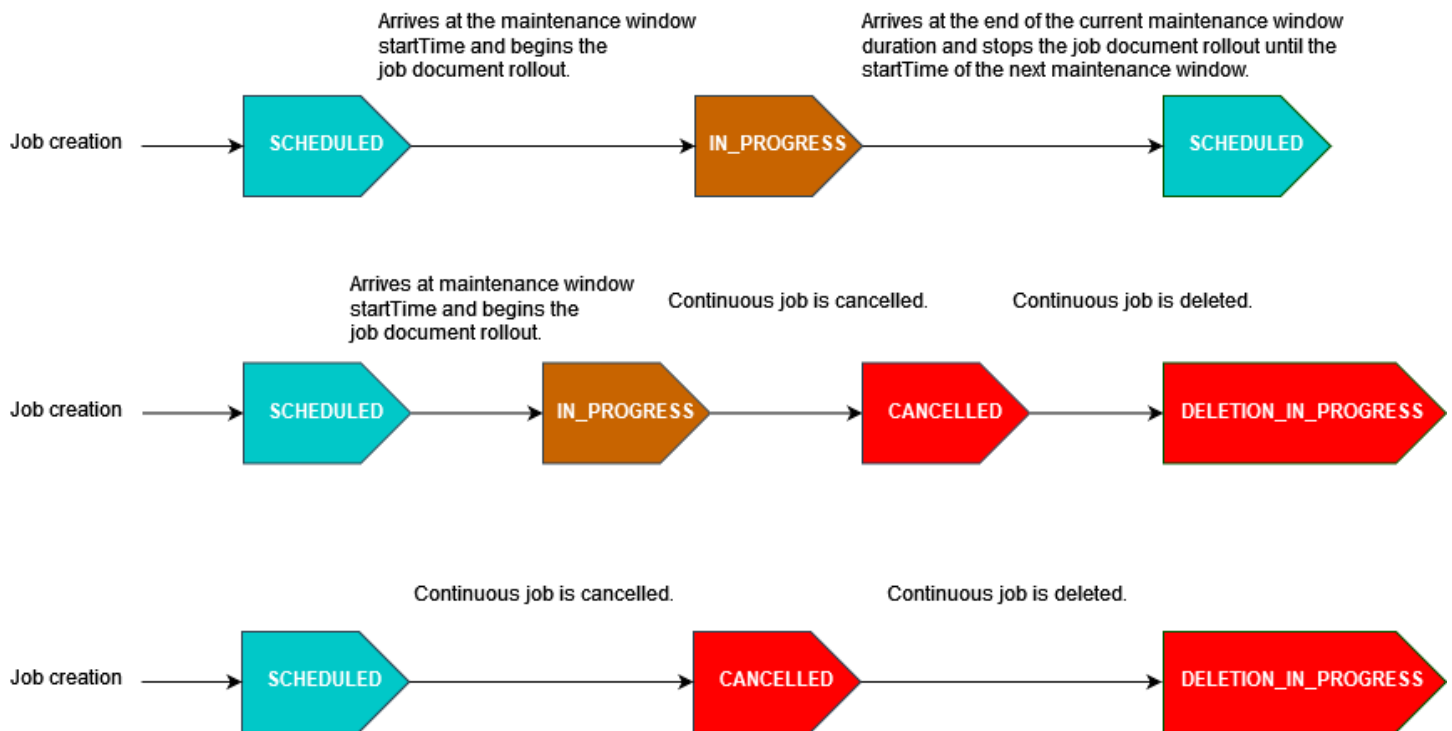 Arrives at the maintenance window
startTime and begins the
job document rollout.
Arrives at the end of the current maintenance window
duration and stops the job document rollout until the
startTime of the next maintenance window.
Job creation
SCHEDULED
IN_PROGRESS
SCHEDULED
Arrives at maintenance window
startTime and begins the
job document rollout.
Continuous job is cancelled.
Continuous job is deleted.
Job creation
SCHEDULED
IN_PROGRESS
CANCELLED
DELETION_IN_PROGRESS
Continuous job is cancelled.
Continuous job is deleted.
Job creation
SCHEDULED
CANCELLED
DELETION_IN_PROGRESS